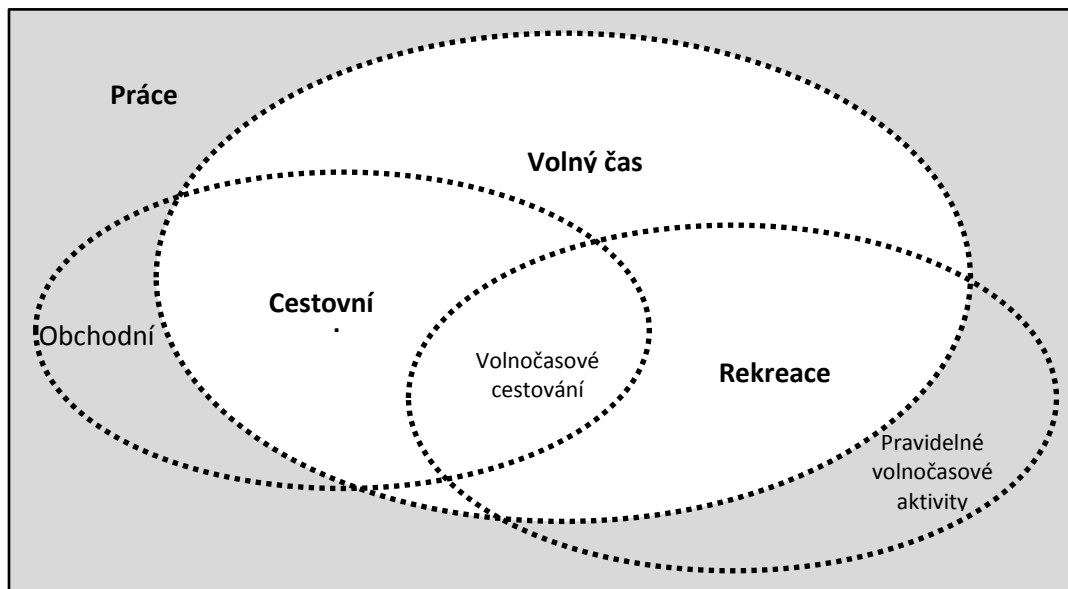 Práce
Volný čas
Cestovní
Obchodní
Volnočasové
cestování
Rekreace
Pravidelné
volnočasové
aktivity